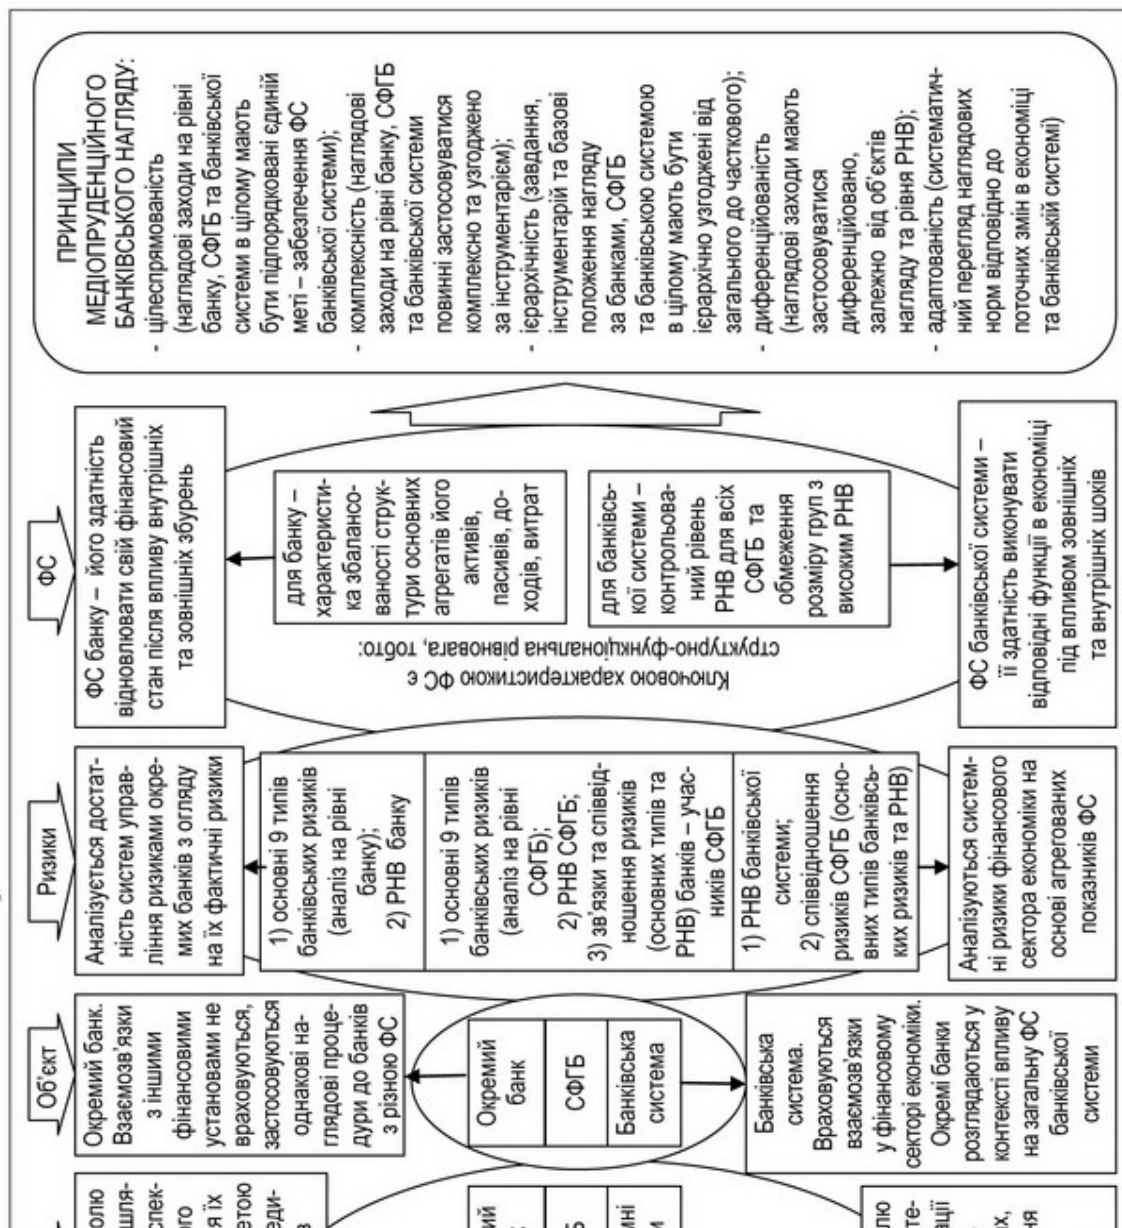 олю
шля-
спек-
ого
я їх
етою
еди-
в
Об’єкт
Окремий банк.
Взаємозв’язки
з іншими
фінансовими
установами не
враховуються,
застосовуються
однакові на-
глядові проце-
дури до банків
з різною ФС
Окремий
банк
СФГБ
Банківська
система
Банківська
система.
Враховуються
взаємозв’язки
у фінансовому
секторі економіки.
Окремі банки
розглядаються у
контексті впливу
на загальну ФС
банківської
системи
Ризики
Аналізується достат-
ність систем управ-
ління ризиками окре-
мих банків з огляду
на їх фактичні ризики
1) основні 9 типів
банківських ризиків
(аналіз на рівні
банку);
2) РНВ банку
1) основні 9 типів
банківських ризиків
(аналіз на рівні
СФГБ);
2) РНВ СФГБ;
3) зв’язки та співвід-
ношення ризиків
(основних типів та
РНВ) банків – учас-
ників СФГБ
1) РНВ банківської
системи;
2) співвідношення
ризиків СФГБ (осно-
вних типів банківсь-
ких ризиків та РНВ)
Аналізуються систем-
ні ризики фінансового
сектора економіки на
основі агрегованих
показників ФС
ФС
ФС банку – його здатність
відновлювати свій фінансовий
стан після впливу внутрішніх
та зовнішніх збурень
Ключовою характеристикою ФС є
структурно-функціональна рівновага, тобто:
для банку –
характеристи-
ка збалансо-
ваності струк-
тури основних
агрегатів його
активів,
пасивів, до-
ходів, витрат
для банківсь-
кої системи –
контрольова-
ний рівень
РНВ для всіх
СФГБ та
обмеження
розміру груп з
високим РНВ
ФС банківської системи –
її здатність виконувати
відповідні функції в економіці
під впливом зовнішніх
та внутрішніх шоків
ПРИНЦИПИ
МЕДІОПРУДЕНЦІЙНОГО
БАНКІВСЬКОГО НАГЛЯДУ:
- цілеспрямованість
(наглядові заходи на рівні
банку, СФГБ та банківської
системи в цілому мають
бути підпорядковані єдиній
меті – забезпечення ФС
банківської системи);
- комплексність (наглядові
заходи на рівні банку, СФГБ
та банківської системи
повинні застосовуватися
комплексно та узгоджено
за інструментарієм);
- ієрархічність (завдання,
інструментарій та базові
положення нагляду
за банками, СФГБ
та банківською системою
в цілому мають бути
ієрархічно узгоджені від
загального до часткового);
- диференційованість
(наглядові заходи мають
застосовуватися
диференційовано,
залежно від об’єктів
нагляду та рівня РНВ);
- адаптованість (систематич-
ний перегляд наглядових
норм відповідно до
поточних змін в економіці
та банківській системі)